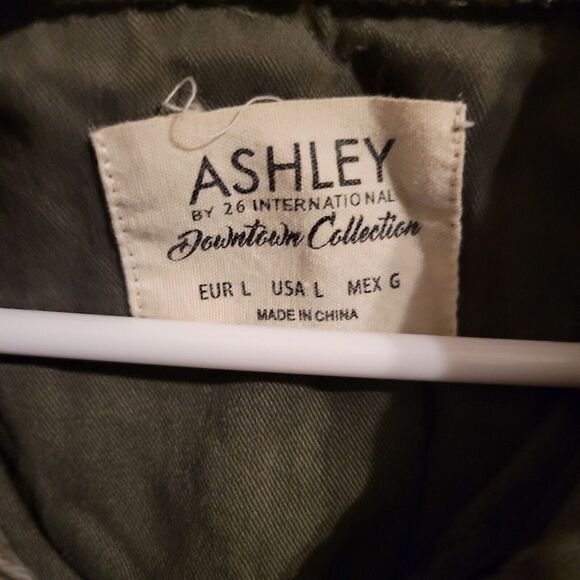 ASHLEY
BY 26 INTERNATIONAL
Downtown Collection
EUR L USA L MEX G
MADE IN CHINA